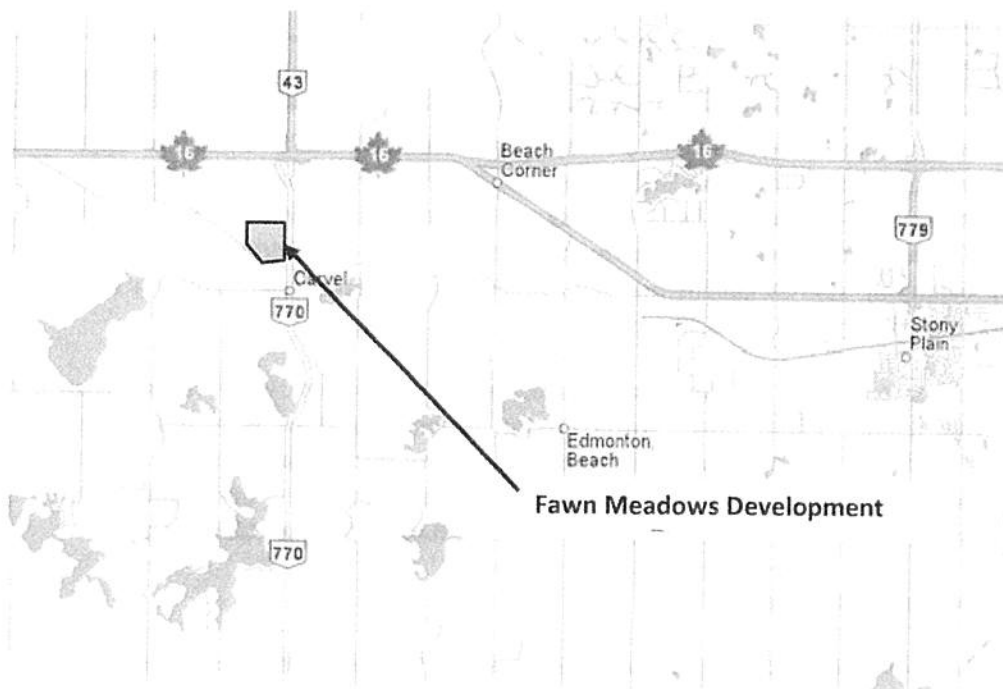 43
16
16
16
Beach
Corner
779
Carvel
770
Stony
Plain
Edmonton
Beach
Fawn Meadows Development
770